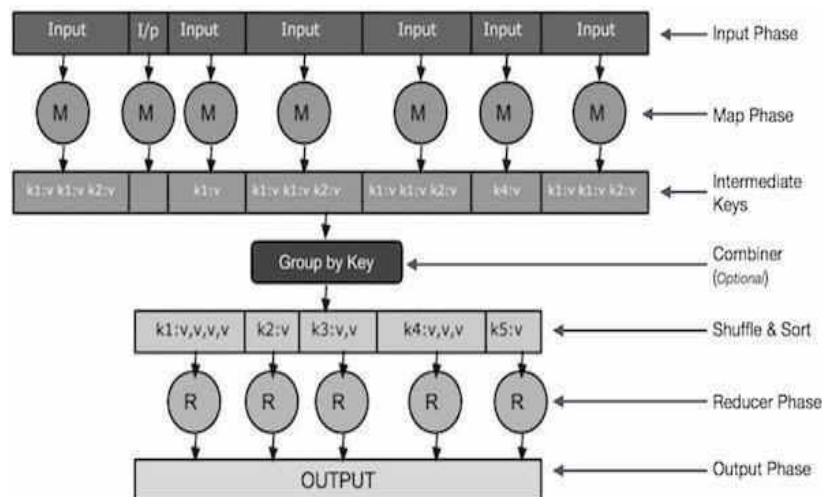 Input I/p Input Input Input Input Input
Input Phase
M M M M M M M
Map Phase
k1:v k1:v k2:v k1:v k1:v k1:v k2:v k1:v k1:v k2:v k4:v k1:v k1:v k2:v
Intermediate
Keys
Group by Key
Combiner
(Optional)
k1:v,v,v,v k2:v k3:v,v k4:v,v,v k5:v
Shuffle & Sort
R R R R R
Reducer Phase
OUTPUT
Output Phase